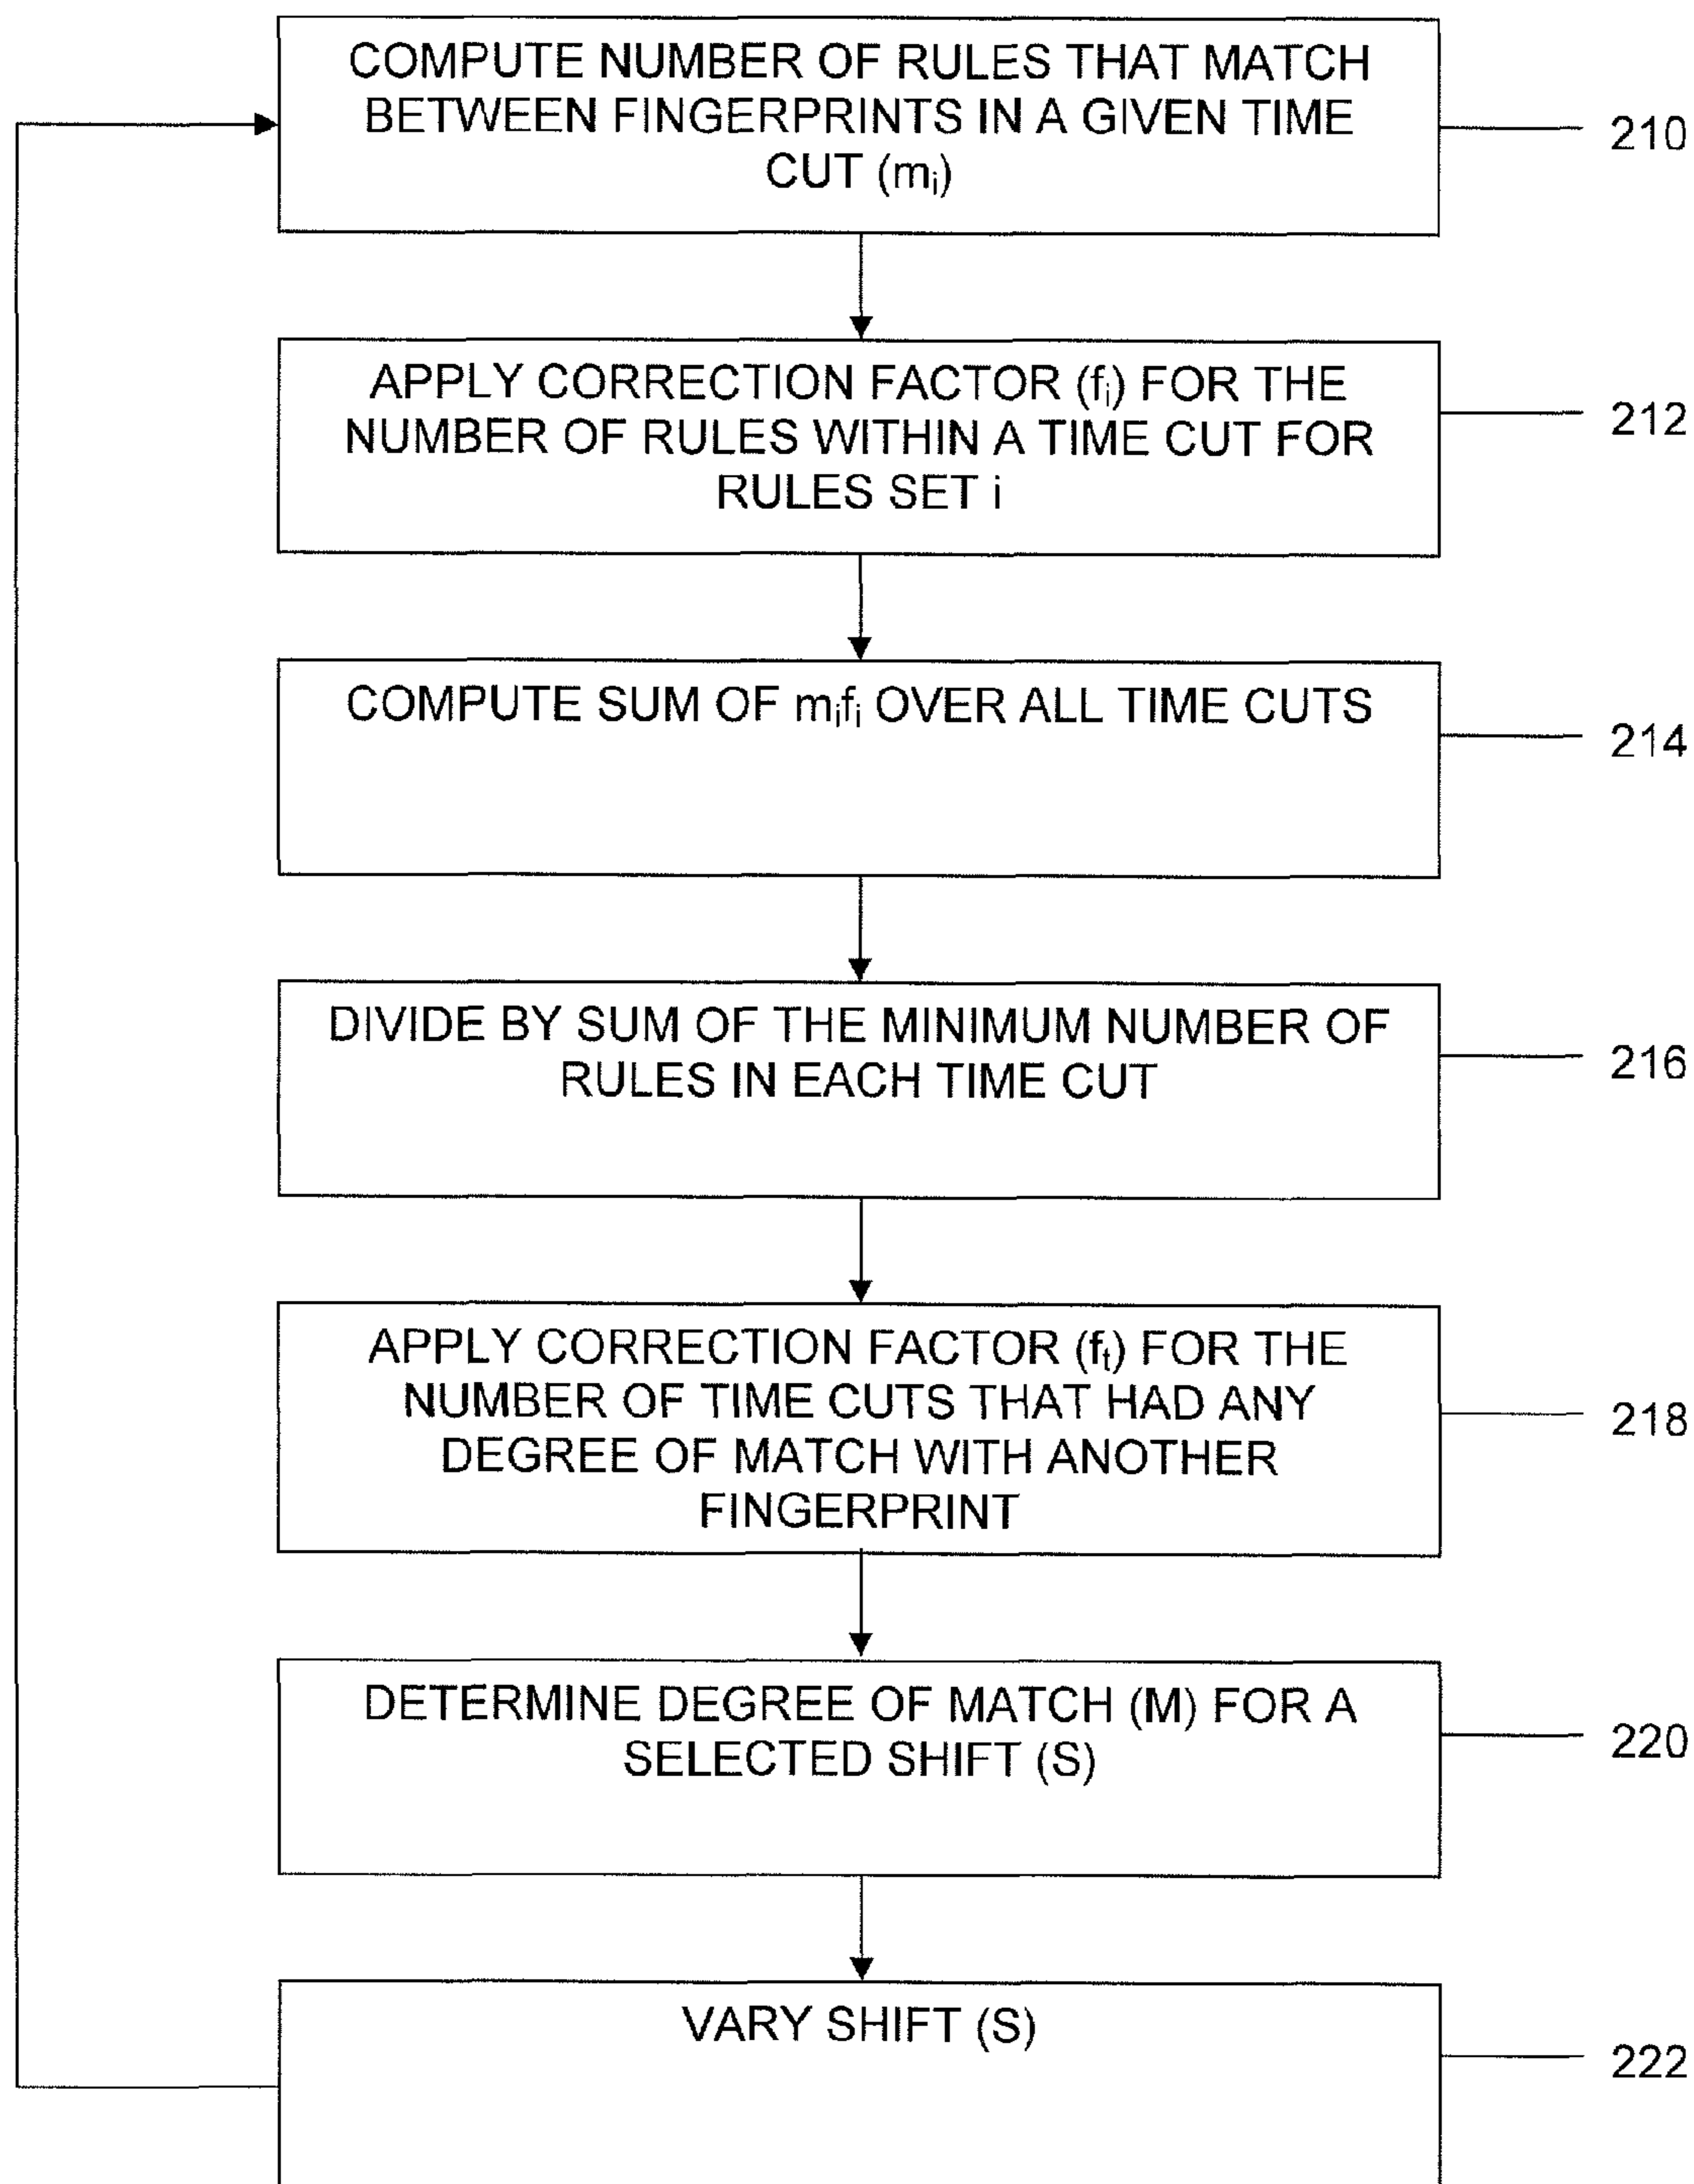 COMPUTE NUMBER OF RULES THAT MATCH
BETWEEN FINGERPRINTS IN A GIVEN TIME
CUT (mᵢ)
210
APPLY CORRECTION FACTOR (fᵢ) FOR THE
NUMBER OF RULES WITHIN A TIME CUT FOR
RULES SET i
212
COMPUTE SUM OF mᵢfᵢ OVER ALL TIME CUTS
214
DIVIDE BY SUM OF THE MINIMUM NUMBER OF
RULES IN EACH TIME CUT
216
APPLY CORRECTION FACTOR (fₜ) FOR THE
NUMBER OF TIME CUTS THAT HAD ANY
DEGREE OF MATCH WITH ANOTHER
FINGERPRINT
218
DETERMINE DEGREE OF MATCH (M) FOR A
SELECTED SHIFT (S)
220
VARY SHIFT (S)
222